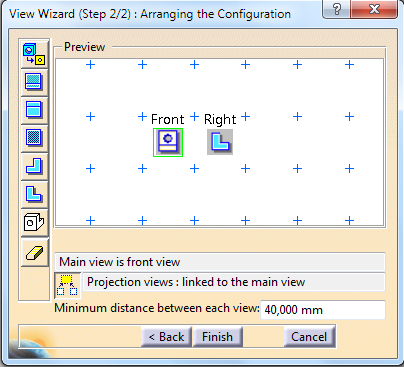 View Wizard (Step 2/2) : Arranging the Configuration
?
Preview
Front Right
Main view is front view
Projection views : linked to the main view
Minimum distance between each view: 40,000 mm
< Back Finish Cancel